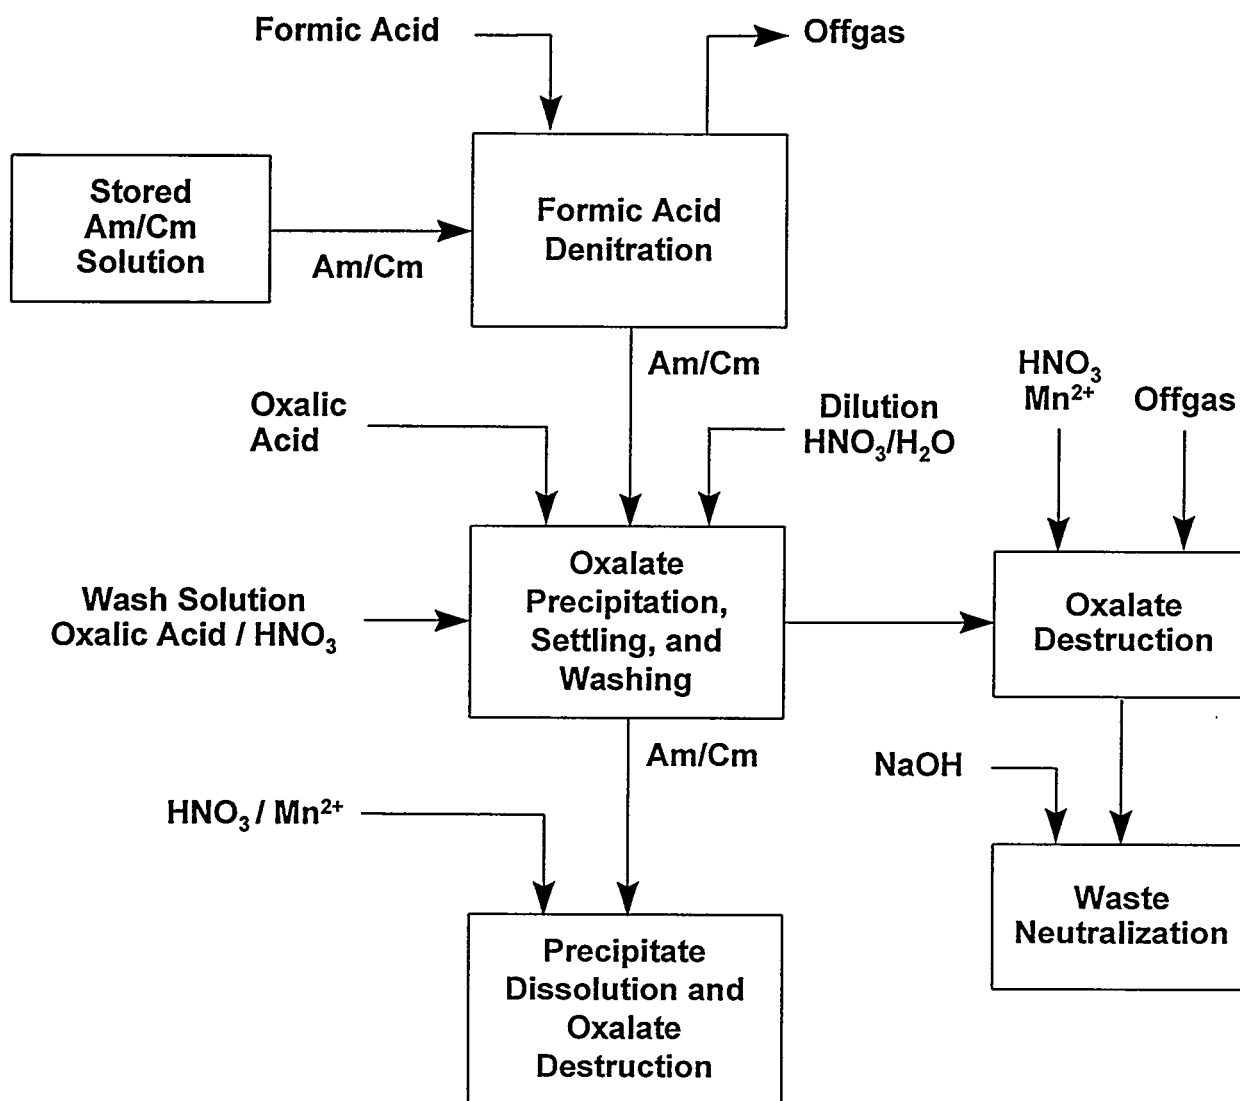 Formic Acid
Offgas
Stored
Am/Cm
Solution
Am/Cm
Formic Acid
Denitration
Am/Cm
Oxalic
Acid
Dilution
HNO₃/H₂O
HNO₃
Mn²⁺
Offgas
Wash Solution
Oxalic Acid / HNO₃
Oxalate
Precipitation,
Settling, and
Washing
Oxalate
Destruction
Am/Cm
NaOH
HNO₃ / Mn²⁺
Waste
Neutralization
Precipitate
Dissolution and
Oxalate
Destruction